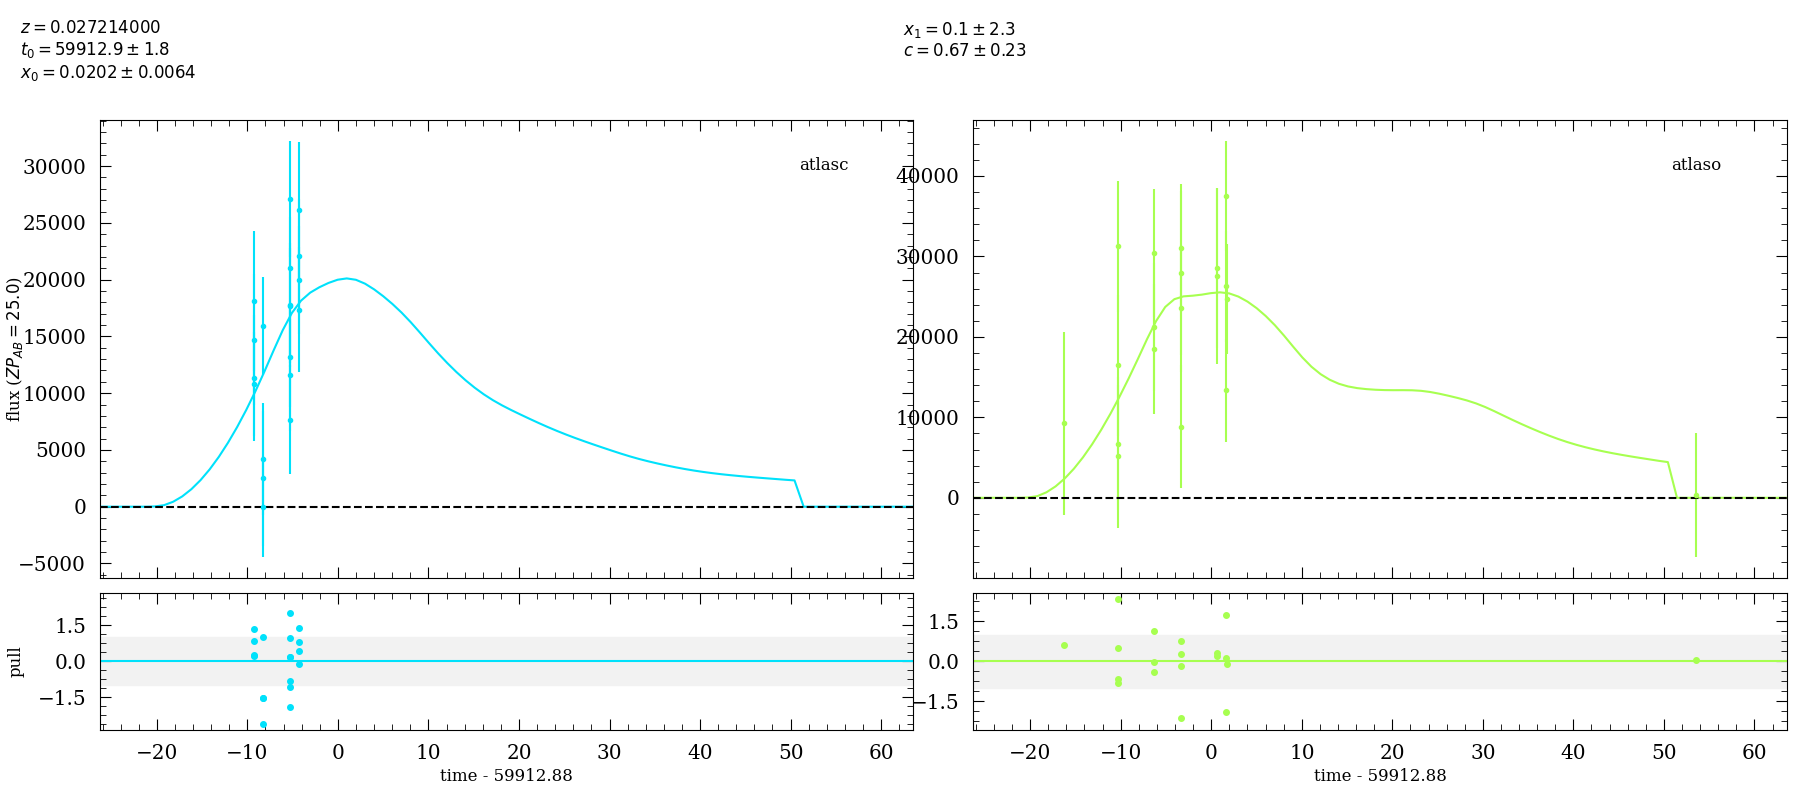 z = 0.027214000
t₀ = 59912.9 ± 1.8
x₀ = 0.0202 ± 0.0064
x₁ = 0.1 ± 2.3
c = 0.67 ± 0.23
atlasc
30000
25000
20000
15000
10000
5000
0
−5000
flux (ZP_AB = 25.0)
atlaso
40000
30000
20000
10000
0
1.5
0.0
−1.5
pull
−20 −10 0 10 20 30 40 50 60
time - 59912.88
1.5
0.0
−1.5
−20 −10 0 10 20 30 40 50 60
time - 59912.88